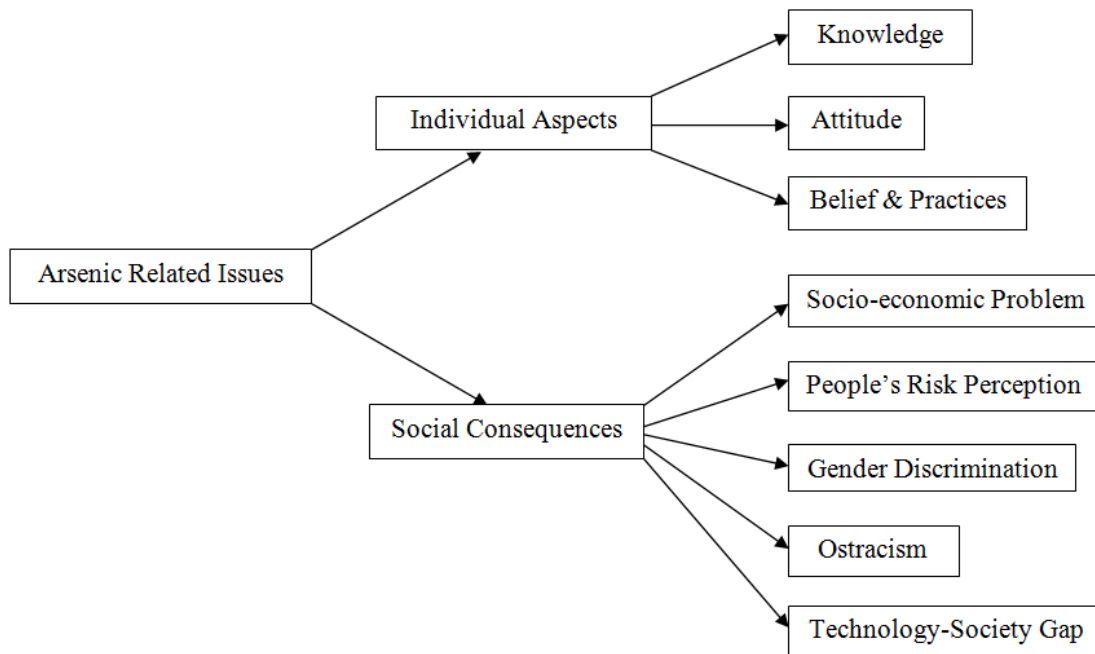 Knowledge
Individual Aspects
Attitude
Belief & Practices
Arsenic Related Issues
Socio-economic Problem
People’s Risk Perception
Social Consequences
Gender Discrimination
Ostracism
Technology-Society Gap